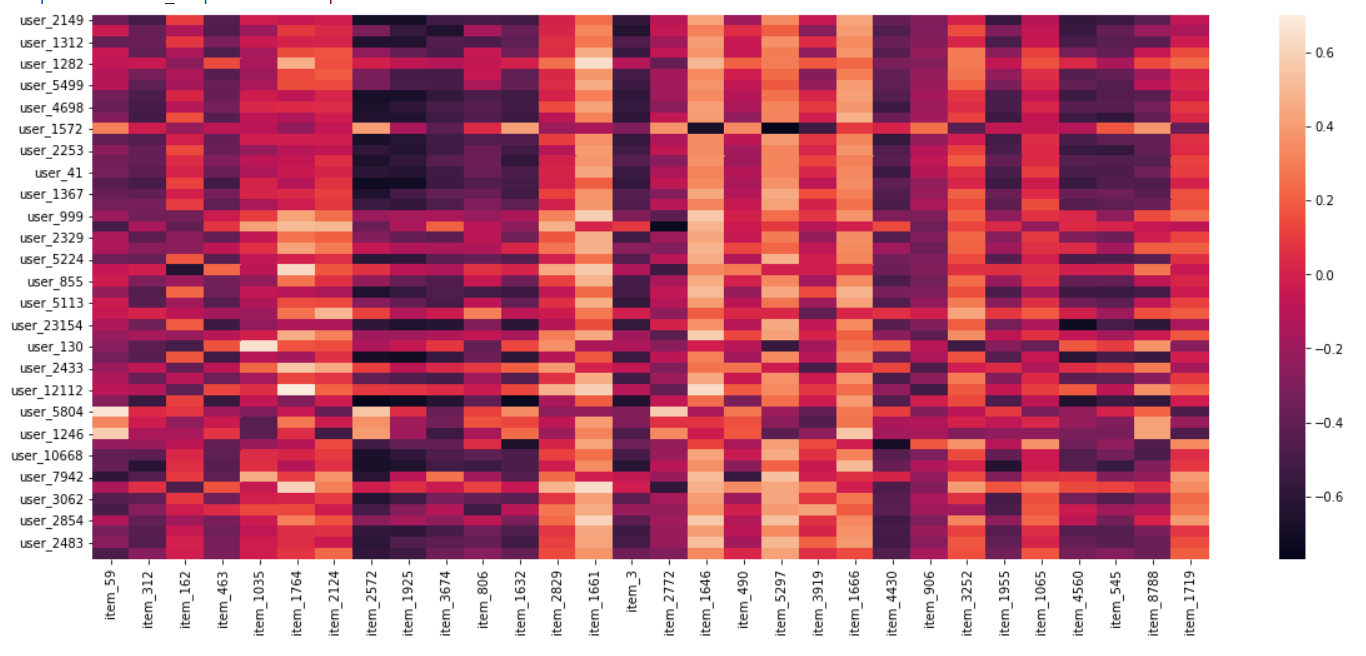 user_2149
user_1312
user_1282
user_5499
user_4698
user_1572
user_2253
user_41
user_1367
user_999
user_2329
user_5224
user_855
user_5113
user_23154
user_130
user_2433
user_12112
user_5804
user_1246
user_10668
user_7942
user_3062
user_2854
user_2483
item_59
item_312
item_162
item_463
item_1035
item_1764
item_2124
item_2572
item_1925
item_3674
item_806
item_1632
item_2829
item_1661
item_3
item_2772
item_1646
item_490
item_5297
item_3919
item_1666
item_4430
item_906
item_3252
item_1955
item_1065
item_4560
item_545
item_8788
item_1719
0.6
0.4
0.2
0.0
−0.2
−0.4
−0.6